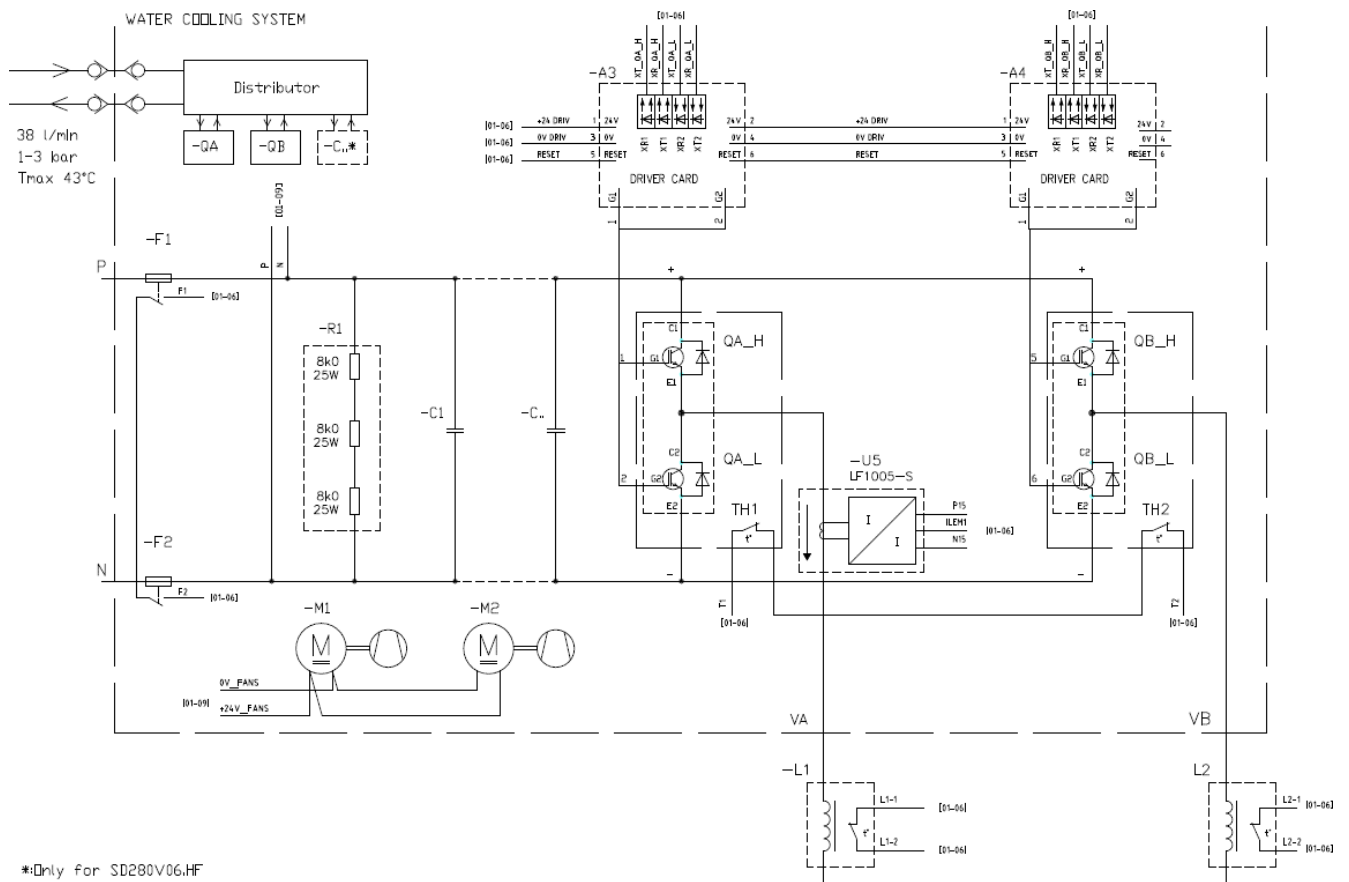 WATER COOLING SYSTEM
Distributor
38 l/min
1-3 bar
Tmax 43°C
-QA
-QB
-C..*
[01-09]
P
N
[01-06]
XT_QA_H
XR_QA_H
XT_QA_L
XR_QA_L
-A3
XR1
XT1
XR2
XT2
[01-06] +24 DRIV 1 24V
[01-06] 0V DRIV 3 0V
[01-06] RESET 5 RESET
24V 2
0V 4
RESET 6
DRIVER CARD
G1
G2
1
2
+24 DRIV
0V DRIV
RESET
[01-06]
XT_QB_H
XR_QB_H
XT_QB_L
XR_QB_L
-A4
XR1
XT1
XR2
XT2
1 24V
3 0V
5 RESET
24V 2
0V 4
RESET 6
DRIVER CARD
G1
G2
1
2
-F1
P
F1 [01-06]
-R1
8k0
25W
8k0
25W
8k0
25W
-C1
-C..
-F2
N
F2 [01-06]
+
C1
QA_H
1
G1
E1
C2
QA_L
2
G2
E2
-
TH1
t°
T1
[01-06]
-U5
LF1005-S
I
I
P15
ILEM1
N15
[01-06]
+
C1
QB_H
5
G1
E1
C2
QB_L
6
G2
E2
-
TH2
t°
T2
[01-06]
-M1
M
-M2
M
0V_FANS
[01-09]
+24V_FANS
VA
VB
-L1
L1-1 [01-06]
t°
L1-2 [01-06]
L2
L2-1 [01-06]
t°
L2-2 [01-06]
*:Only for SD280V06.HF